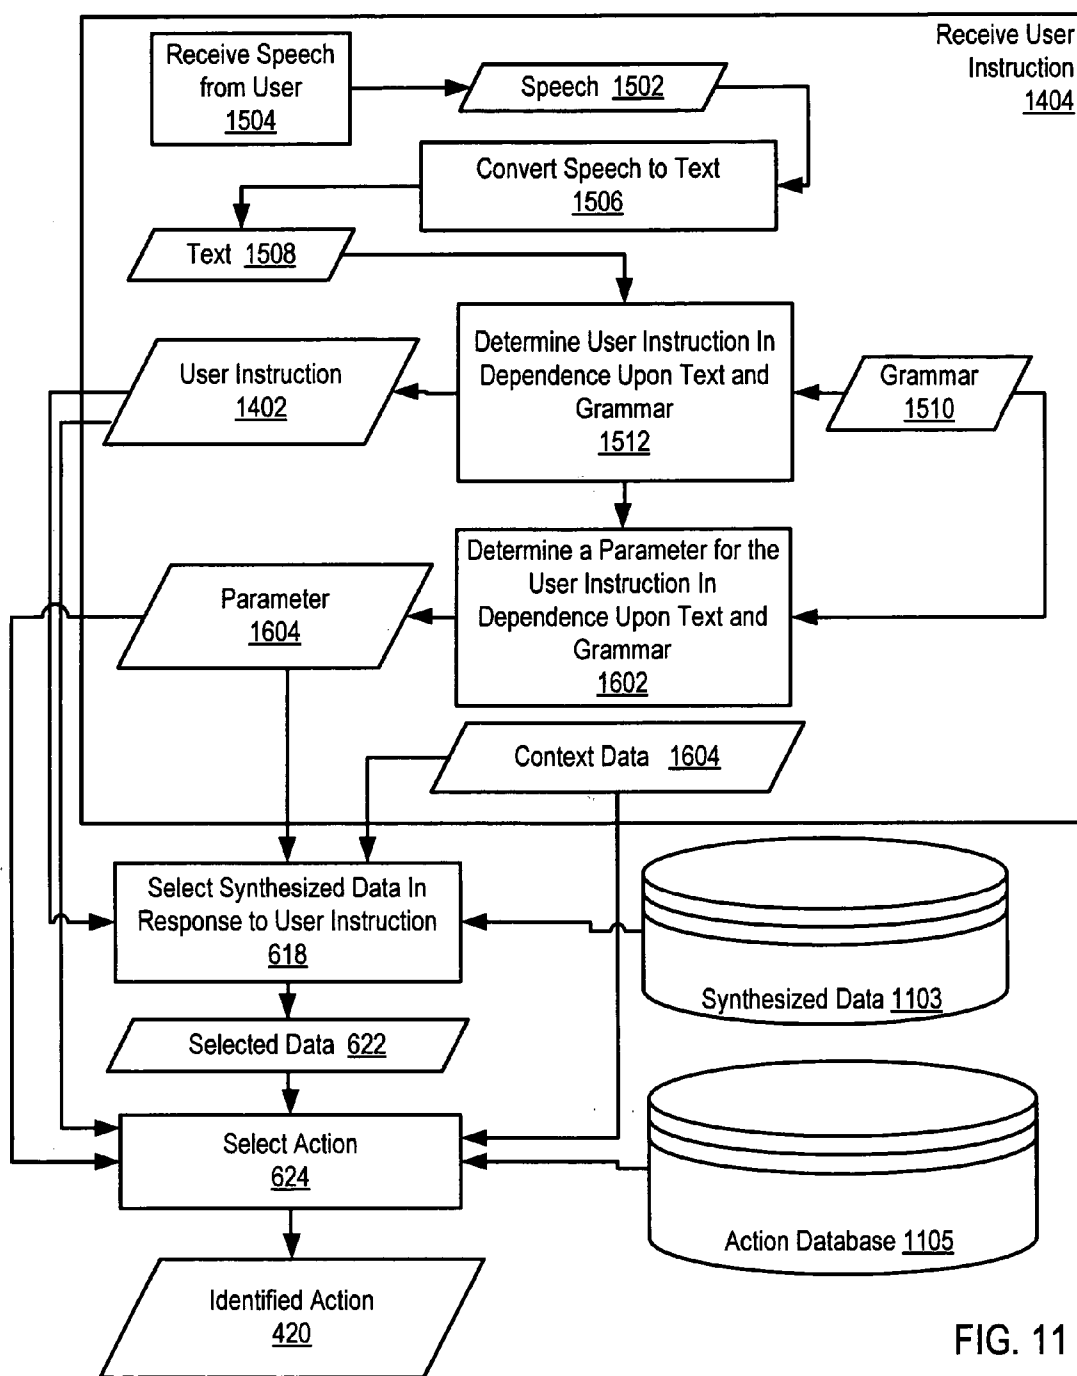 Receive User
Instruction
1404
Receive Speech
from User
1504
Speech 1502
Convert Speech to Text
1506
Text 1508
Determine User Instruction In
Dependence Upon Text and
Grammar
1512
User Instruction
1402
Grammar
1510
Determine a Parameter for the
User Instruction In
Dependence Upon Text and
Grammar
1602
Parameter
1604
Context Data 1604
Select Synthesized Data In
Response to User Instruction
618
Synthesized Data 1103
Selected Data 622
Select Action
624
Action Database 1105
Identified Action
420
FIG. 11